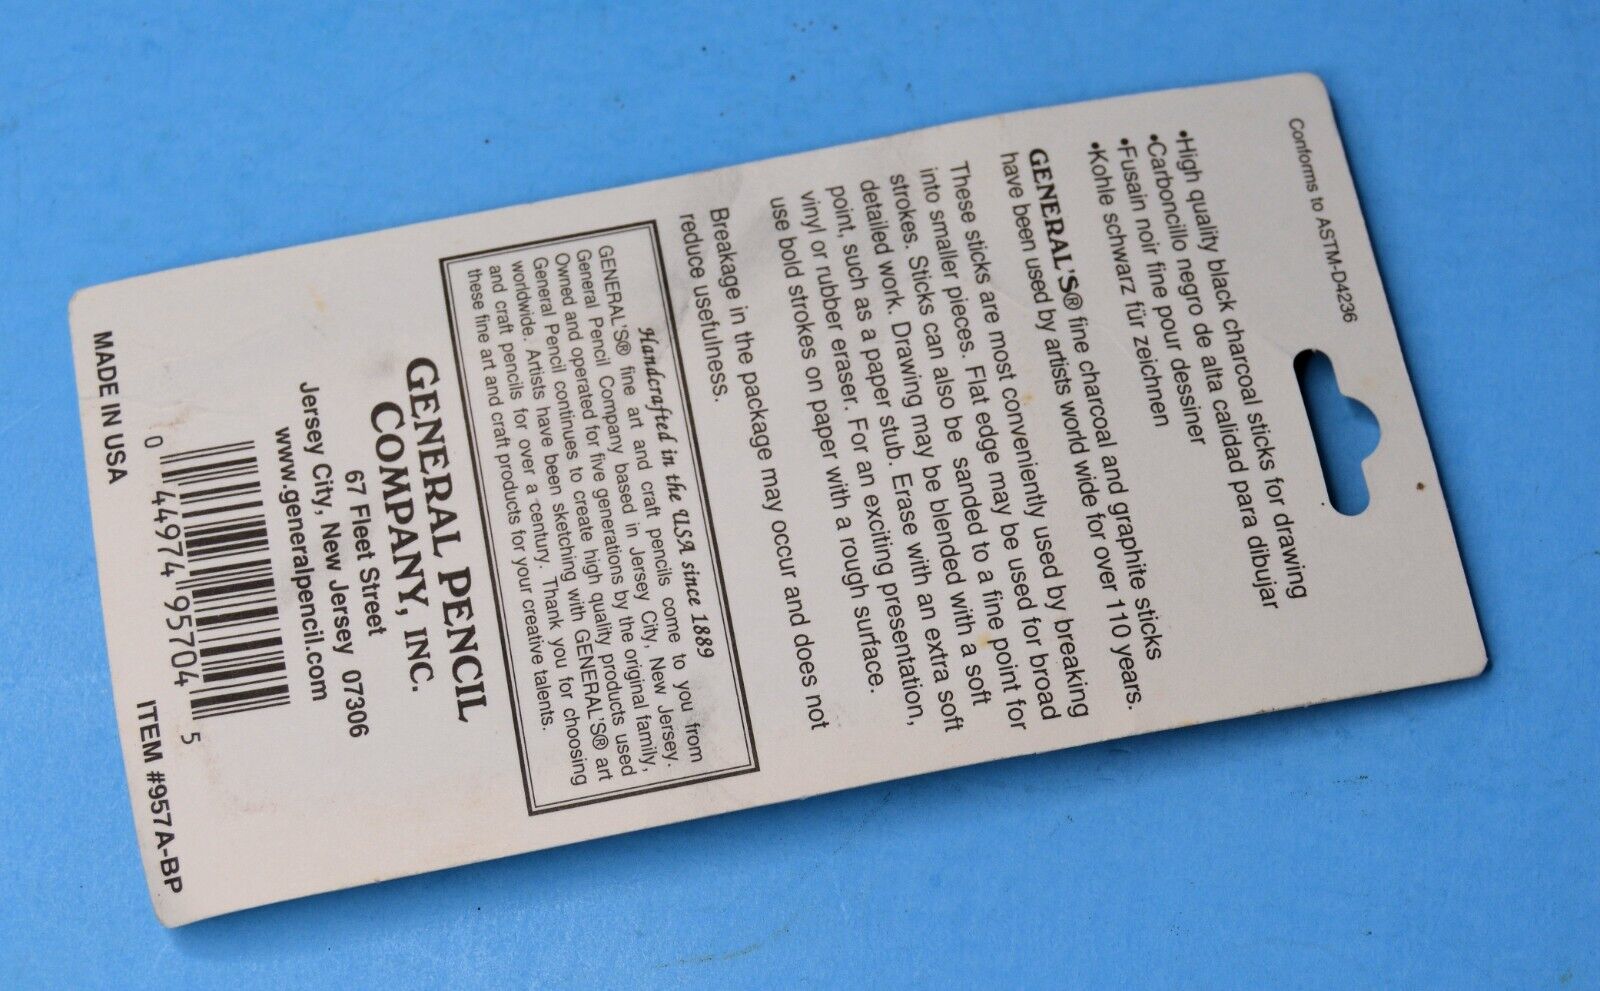 Conforms to ASTM-D4236
•High quality black charcoal sticks for drawing
•Carboncillo negro de alta calidad para dibujar
•Fusain noir fine pour dessiner
•Kohle schwarz für zeichnen
GENERAL'S® fine charcoal and graphite sticks
have been used by artists world wide for over 110 years.
These sticks are most conveniently used by breaking
into smaller pieces. Flat edge may be used for broad
strokes. Sticks can also be sanded to a fine point for
detailed work. Drawing may be blended with a soft
point, such as a paper stub. Erase with an extra soft
vinyl or rubber eraser. For an exciting presentation,
use bold strokes on paper with a rough surface.
Breakage in the package may occur and does not
reduce usefulness.
Handcrafted in the USA since 1889
GENERAL'S® fine art and craft pencils come to you from
General Pencil Company based in Jersey City, New Jersey.
Owned and operated for five generations by the original family,
General Pencil continues to create high quality products used
worldwide. Artists have been sketching with GENERAL'S® art
and craft pencils for over a century. Thank you for choosing
these fine art and craft products for your creative talents.
GENERAL PENCIL
COMPANY, INC.
67 Fleet Street
Jersey City, New Jersey 07306
www.generalpencil.com
0 44974 95704 5
MADE IN USA
ITEM #957A-BP